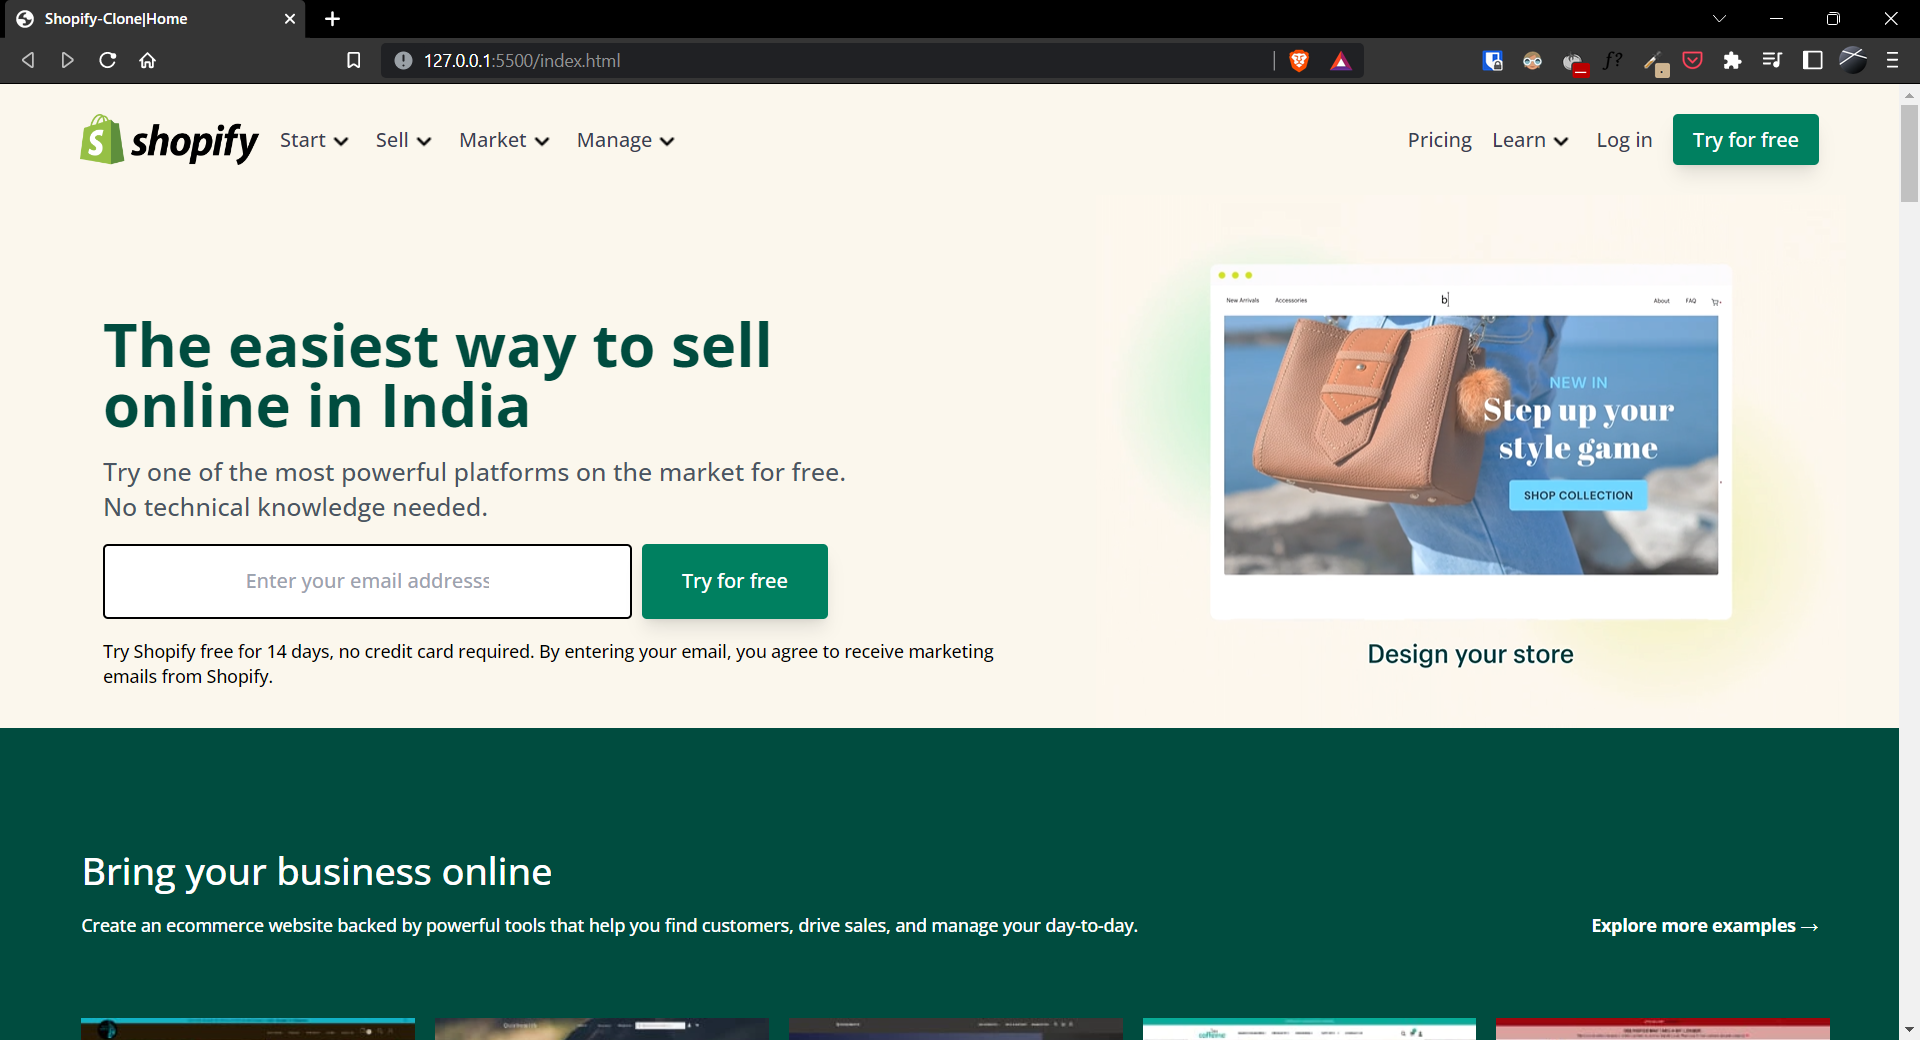 Shopify-Clone|Home
127.0.0.1:5500/index.html
f?
shopify
Start
Sell
Market
Manage
Pricing
Learn
Log in
Try for free
New Arrivals
Accessories
b
About
FAQ
The easiest way to sell
online in India
NEW IN
Step up your
style game
SHOP COLLECTION
Try one of the most powerful platforms on the market for free.
No technical knowledge needed.
Enter your email addresss
Try for free
Design your store
Try Shopify free for 14 days, no credit card required. By entering your email, you agree to receive marketing
emails from Shopify.
Bring your business online
Create an ecommerce website backed by powerful tools that help you find customers, drive sales, and manage your day-to-day.
Explore more examples →